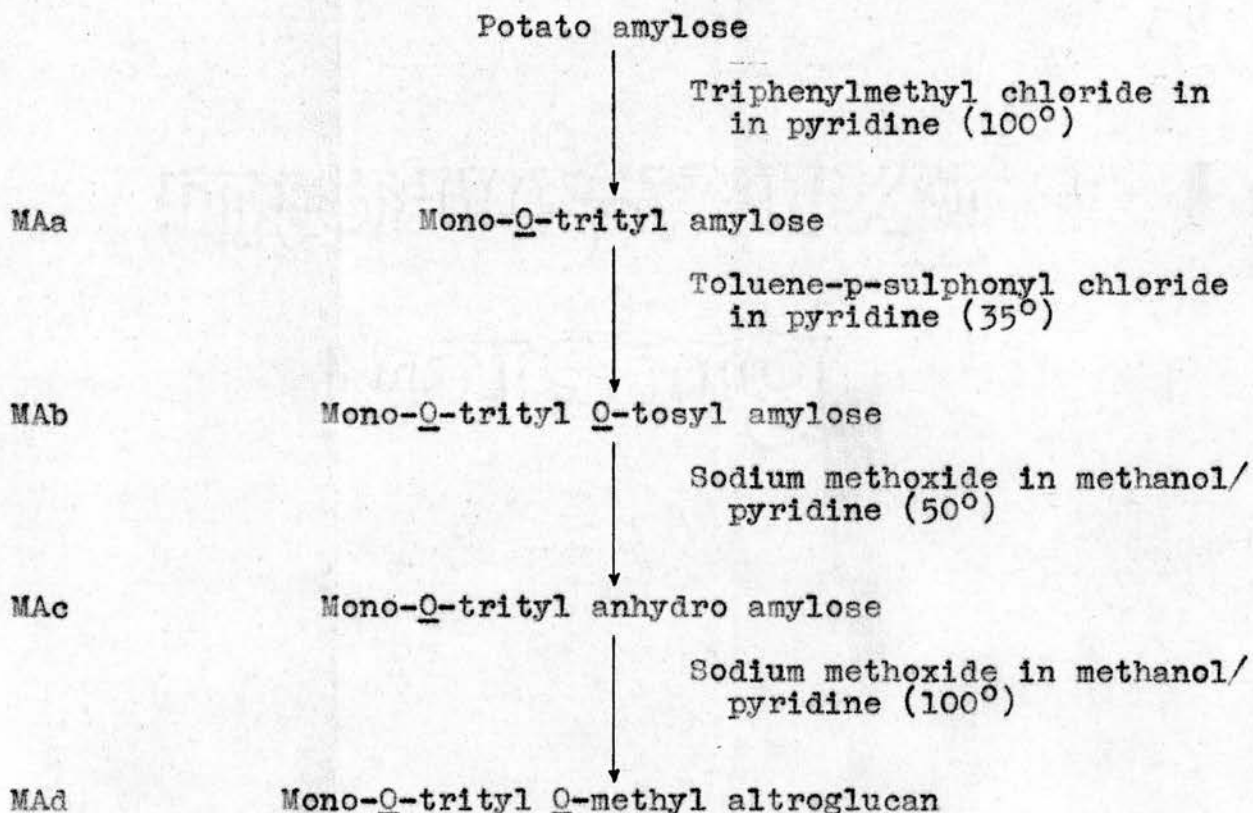 Potato amylose
Triphenylmethyl chloride in
in pyridine (100°)
MAa Mono-O-trityl amylose
Toluene-p-sulphonyl chloride
in pyridine (35°)
MAb Mono-O-trityl O-tosyl amylose
Sodium methoxide in methanol/
pyridine (50°)
MAc Mono-O-trityl anhydro amylose
Sodium methoxide in methanol/
pyridine (100°)
MAd Mono-O-trityl O-methyl altroglucan